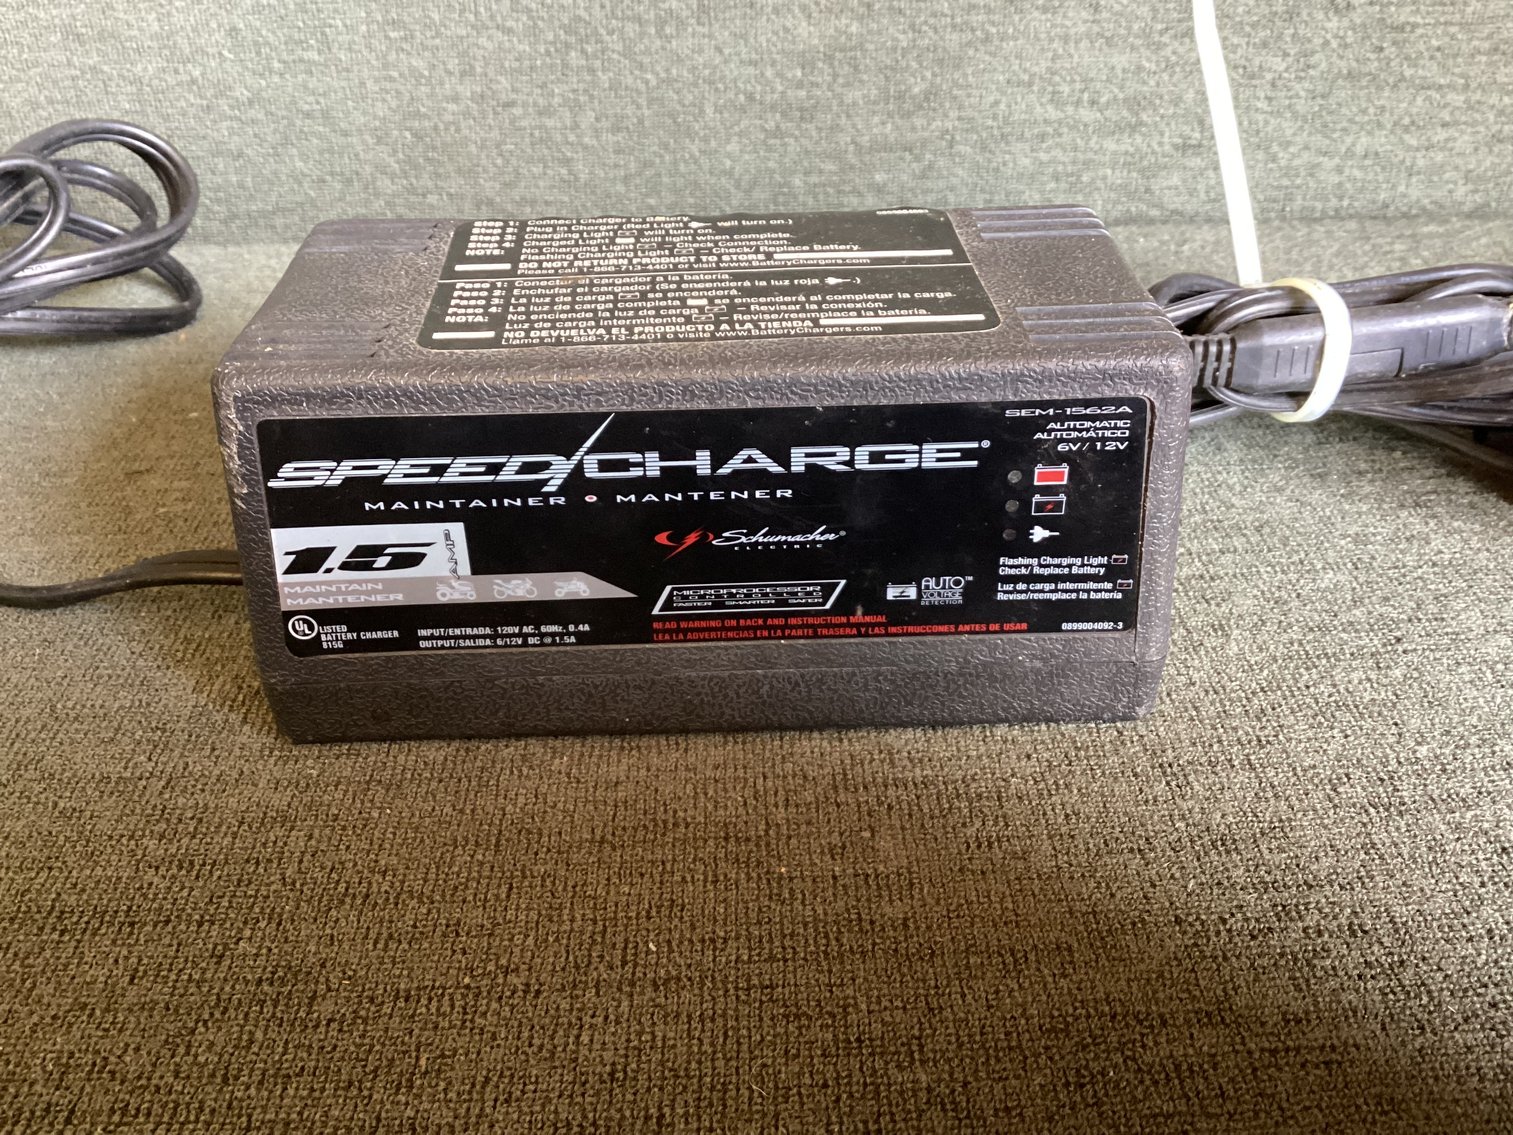 0899004091
Step 1: Connect Charger to Battery.
Step 2: Plug in Charger (Red Light will turn on.)
Step 3: Charging Light will turn on.
Step 4: Charged Light will light when complete.
NOTE: No Charging Light – Check Connection.
Flashing Charging Light – Check/ Replace Battery.
DO NOT RETURN PRODUCT TO STORE
Please call 1-866-713-4401 or visit www.BatteryChargers.com
Paso 1: Conectar el cargador a la batería.
Paso 2: Enchufar el cargador (Se encenderá la luz roja .)
Paso 3: La luz de carga se encenderá.
Paso 4: La luz de carga completa se encenderá al completar la carga.
NOTA: No enciende la luz de carga – Revisar la conexión.
Luz de carga intermitente – Revise/reemplace la batería.
NO DEVUELVA EL PRODUCTO A LA TIENDA
Llame al 1-866-713-4401 o visite www.BatteryChargers.com
SEM-1562A
AUTOMATIC
AUTOMÁTICO
6V / 12V
SPEED CHARGE®
MAINTAINER • MANTENER
Schumacher®
ELECTRIC
1.5 AMP
MAINTAIN
MANTENER
MICROPROCESSOR
CONTROLLED
FASTER SMARTER SAFER
AUTO™
VOLTAGE
DETECTION
Flashing Charging Light -
Check/ Replace Battery
Luz de carga intermitente -
Revise/reemplace la batería
UL LISTED
BATTERY CHARGER
815G
INPUT/ENTRADA: 120V AC, 60Hz, 0.4A
OUTPUT/SALIDA: 6/12V DC @ 1.5A
READ WARNING ON BACK AND INSTRUCTION MANUAL
LEA LA ADVERTENCIAS EN LA PARTE TRASERA Y LAS INSTRUCCONES ANTES DE USAR
0899004092-3